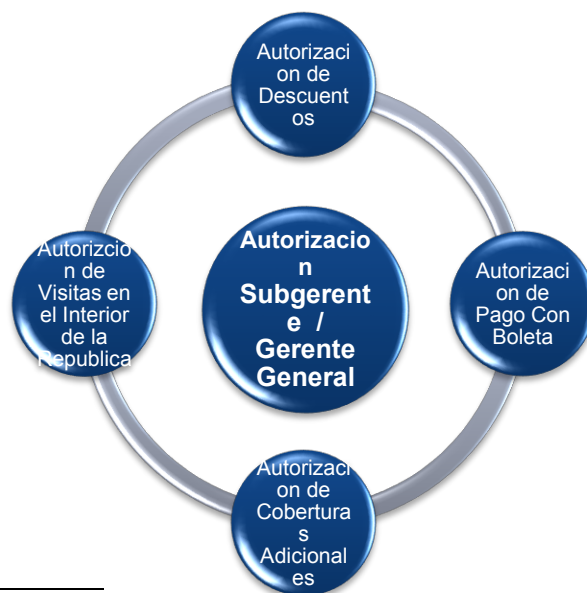 Autorizaci
on de
Descuent
os
Autorizcio
n de
Visitas en
el Interior
de la
Republica
Autorizacio
n
Subgerent
e /
Gerente
General
Autorizaci
on de
Pago Con
Boleta
Autorizaci
on de
Cobertura
s
Adicional
es